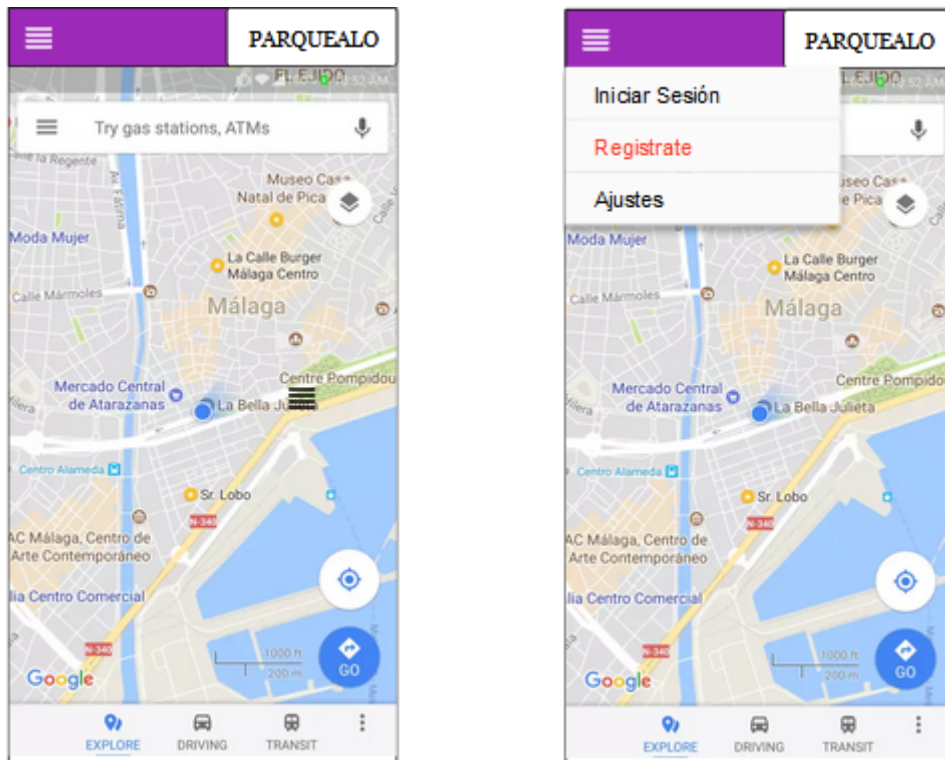 PARQUEALO
EL EJIDO
Try gas stations, ATMs
Av. Fátima
Museo Casa
Natal de Pica
Moda Mujer
La Calle Burger
Málaga Centro
Calle Mármoles
Málaga
Mercado Central
de Atarazanas
Centre Pompidou
La Bella Julieta
Centro Alameda
Sr. Lobo
N-340
AC Málaga, Centro de
Arte Contemporáneo
lia Centro Comercial
N-340
1000 ft
200 m
GO
Google
EXPLORE
DRIVING
TRANSIT
PARQUEALO
Iniciar Sesión
Registrate
Ajustes
Moda Mujer
La Calle Burger
Málaga Centro
Calle Mármoles
Málaga
Mercado Central
de Atarazanas
Centre Pompido
La Bella Julieta
Centro Alameda
Sr. Lobo
N-340
AC Málaga, Centro de
Arte Contemporáneo
lia Centro Comercial
N-340
1000 ft
200 m
GO
Google
EXPLORE
DRIVING
TRANSIT